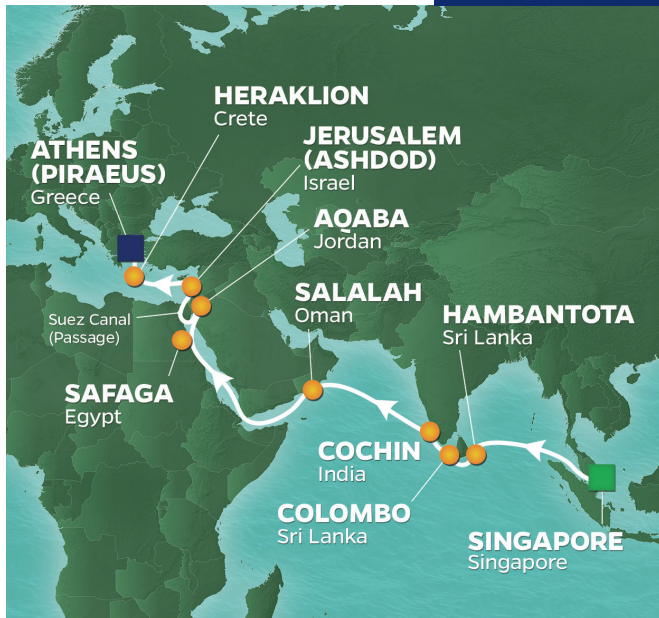 HERAKLION
Crete
ATHENS
(PIRAEUS)
Greece
JERUSALEM
(ASHDOD)
Israel
AQABA
Jordan
SALALAH
Oman
HAMBANTOTA
Sri Lanka
Suez Canal
(Passage)
SAFAGA
Egypt
COCHIN
India
COLOMBO
Sri Lanka
SINGAPORE
Singapore